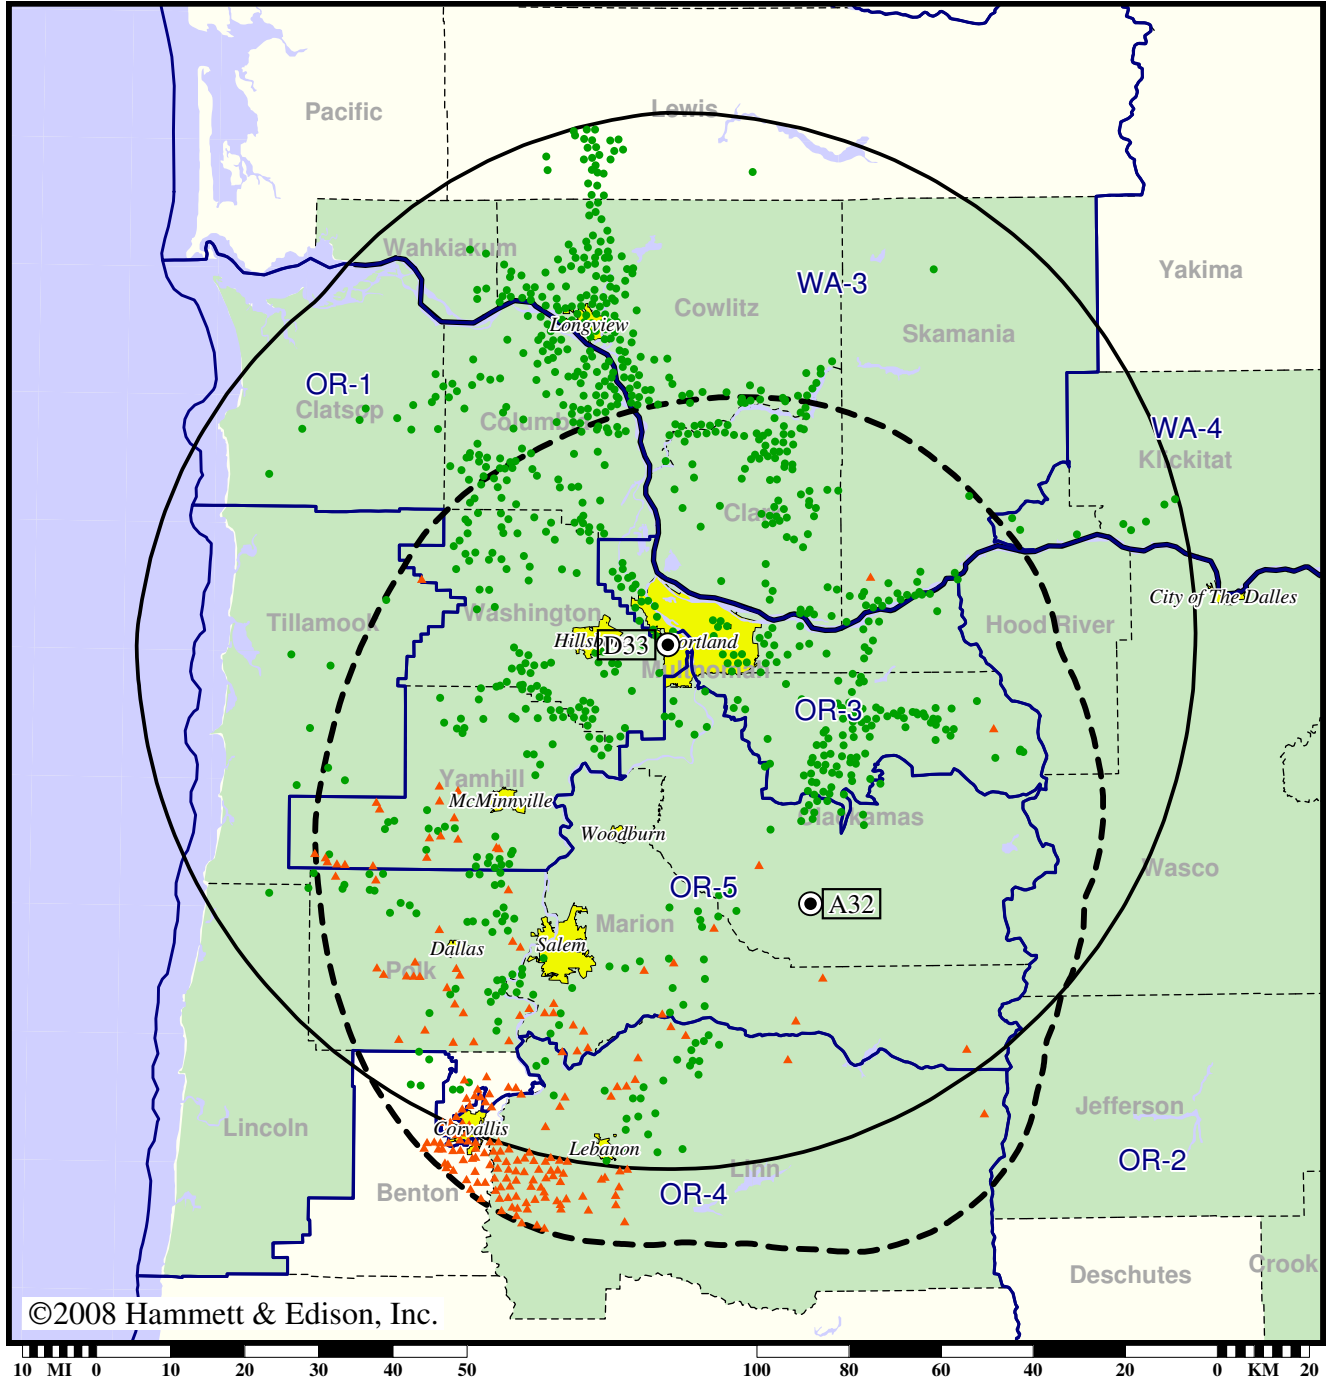 Pacific
Lewis
Wahkiakum
WA-3
Yakima
Cowlitz
Longview
Skamania
OR-1
Clatsop
Columbia
WA-4
Klickitat
Clark
City of The Dalles
Washington
Tillamook
Hood River
Hillsboro
D33
Portland
Multnomah
OR-3
Yamhill
McMinnville
Woodburn
Clackamas
Wasco
OR-5
A32
Marion
Dallas
Salem
Polk
Jefferson
Lincoln
Corvallis
Lebanon
Linn
OR-2
Benton
OR-4
Deschutes
Crook
©2008 Hammett & Edison, Inc.
10 MI 0 10 20 30 40 50 100 80 60 40 20 0 KM 20